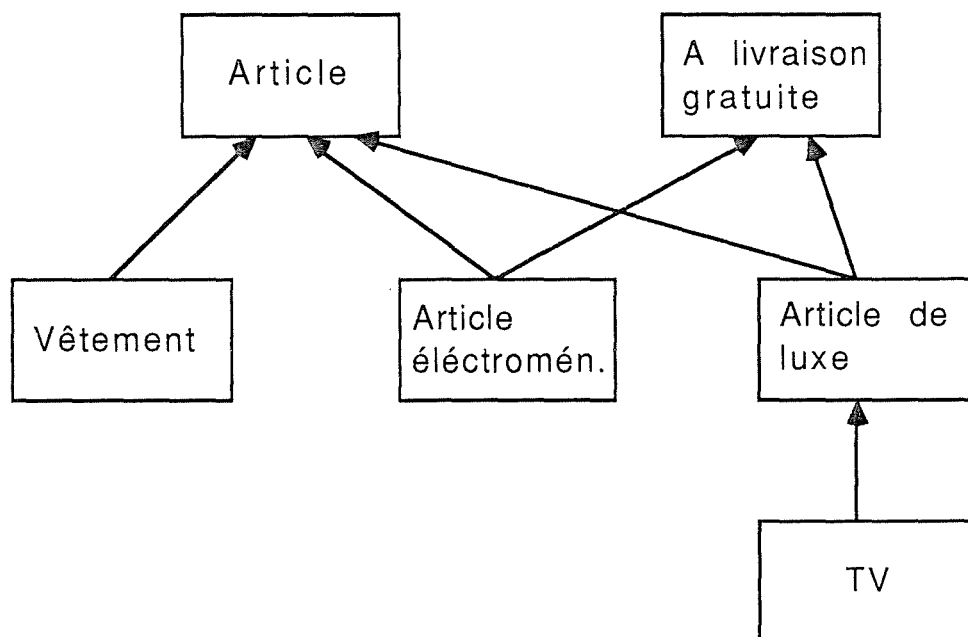 Article
A livraison
gratuite
Vêtement
Article
éléctromén.
Article de
luxe
TV